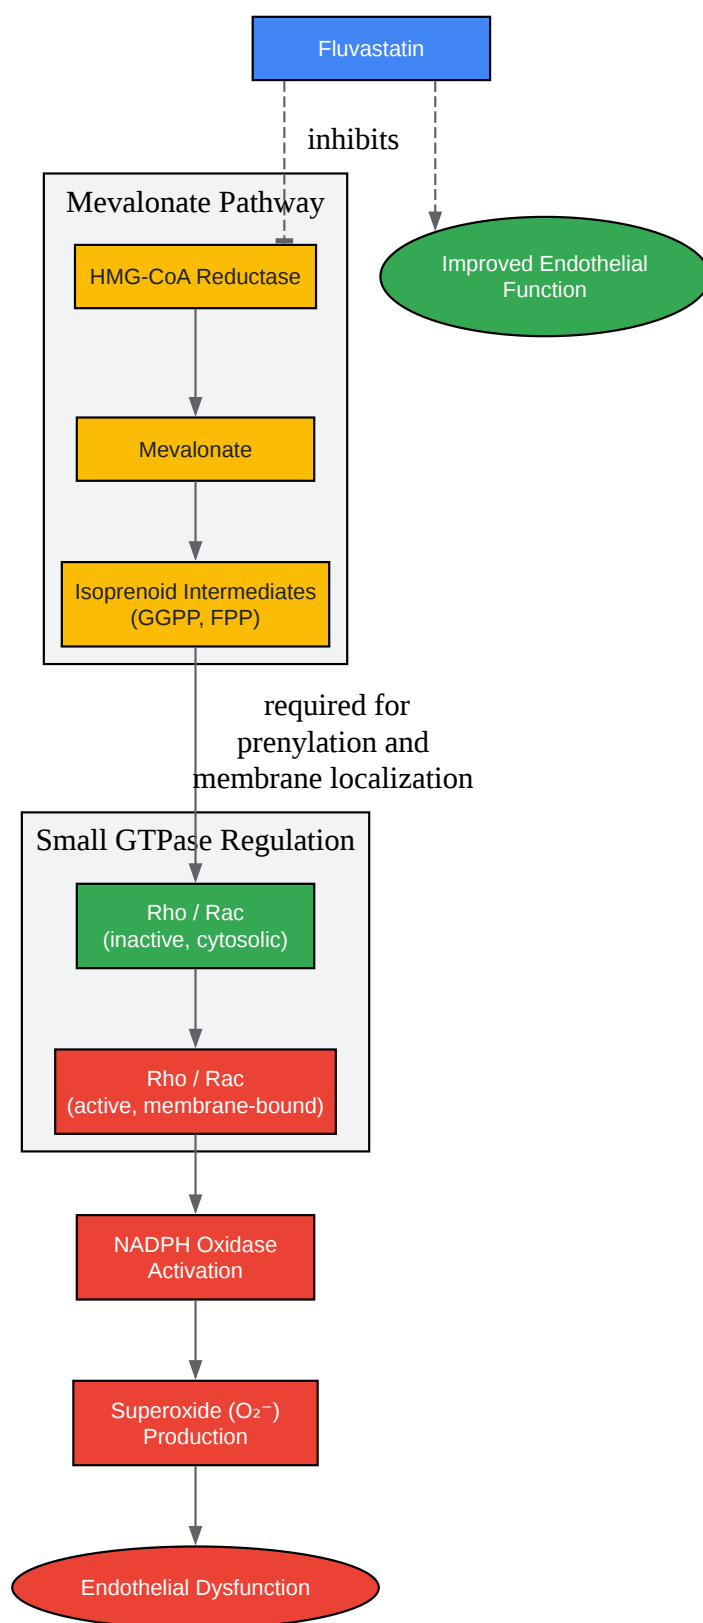 Fluvastatin
inhibits
Mevalonate Pathway
HMG-CoA Reductase
Improved Endothelial
Function
Mevalonate
Isoprenoid Intermediates
(GGPP, FPP)
required for
prenylation and
membrane localization
Small GTPase Regulation
Rho / Rac
(inactive, cytosolic)
Rho / Rac
(active, membrane-bound)
NADPH Oxidase
Activation
Superoxide (O₂⁻)
Production
Endothelial Dysfunction